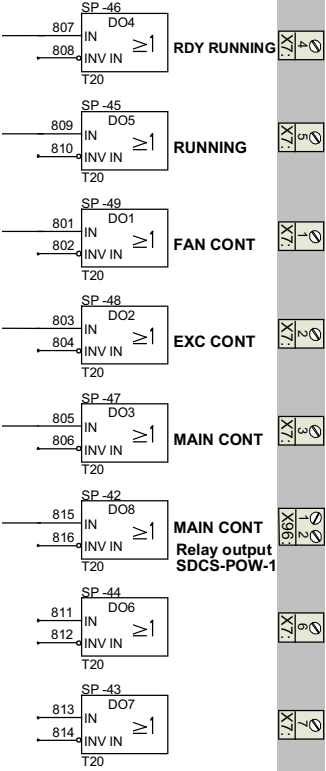 SP -46
807 IN DO4 ≥1
808 INV IN
T20
RDY RUNNING
X7: 4
SP -45
809 IN DO5 ≥1
810 INV IN
T20
RUNNING
X7: 5
SP -49
801 IN DO1 ≥1
802 INV IN
T20
FAN CONT
X7: 1
SP -48
803 IN DO2 ≥1
804 INV IN
T20
EXC CONT
X7: 2
SP -47
805 IN DO3 ≥1
806 INV IN
T20
MAIN CONT
X7: 3
SP -42
815 IN DO8 ≥1
816 INV IN
T20
MAIN CONT
Relay output
SDCS-POW-1
X96: 1 2
SP -44
811 IN DO6 ≥1
812 INV IN
T20
X7: 6
SP -43
813 IN DO7 ≥1
814 INV IN
T20
X7: 7